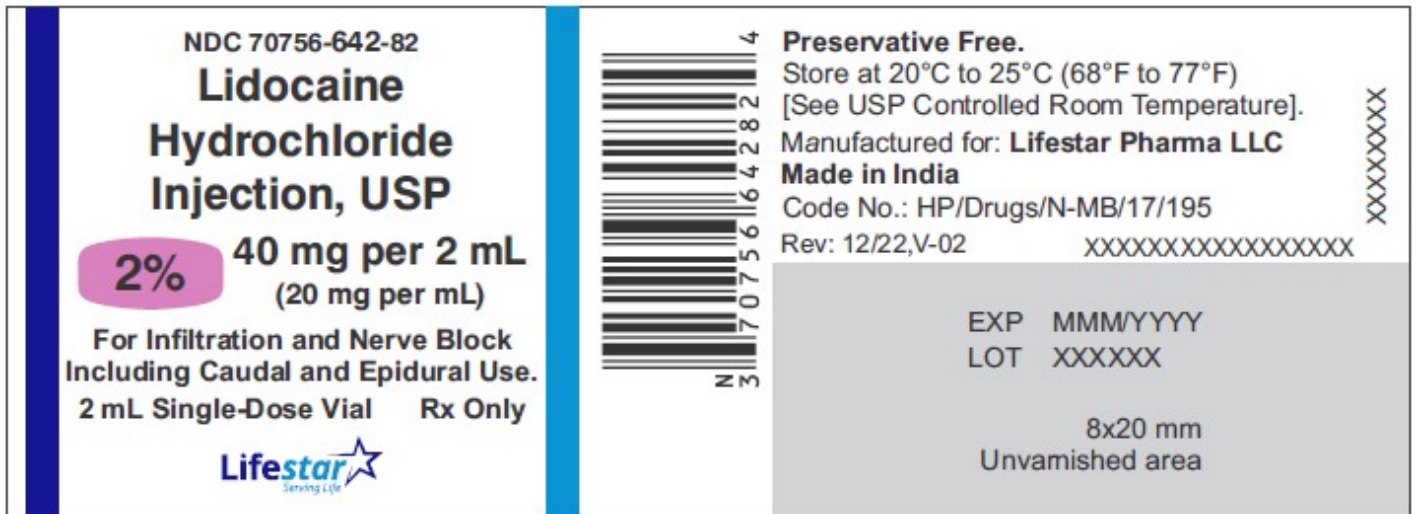 NDC 70756-642-82
Lidocaine
Hydrochloride
Injection, USP
2%
40 mg per 2 mL
(20 mg per mL)
For Infiltration and Nerve Block
Including Caudal and Epidural Use.
2 mL Single-Dose Vial Rx Only
Lifestar
Serving Life
N 3 70756 64282 4
Preservative Free.
Store at 20°C to 25°C (68°F to 77°F)
[See USP Controlled Room Temperature].
Manufactured for: Lifestar Pharma LLC
Made in India
Code No.: HP/Drugs/N-MB/17/195
Rev: 12/22,V-02
XXXXXXXXXXXXXXXXX
XXXXXXX
EXP MMM/YYYY
LOT XXXXXX
8x20 mm
Unvarnished area